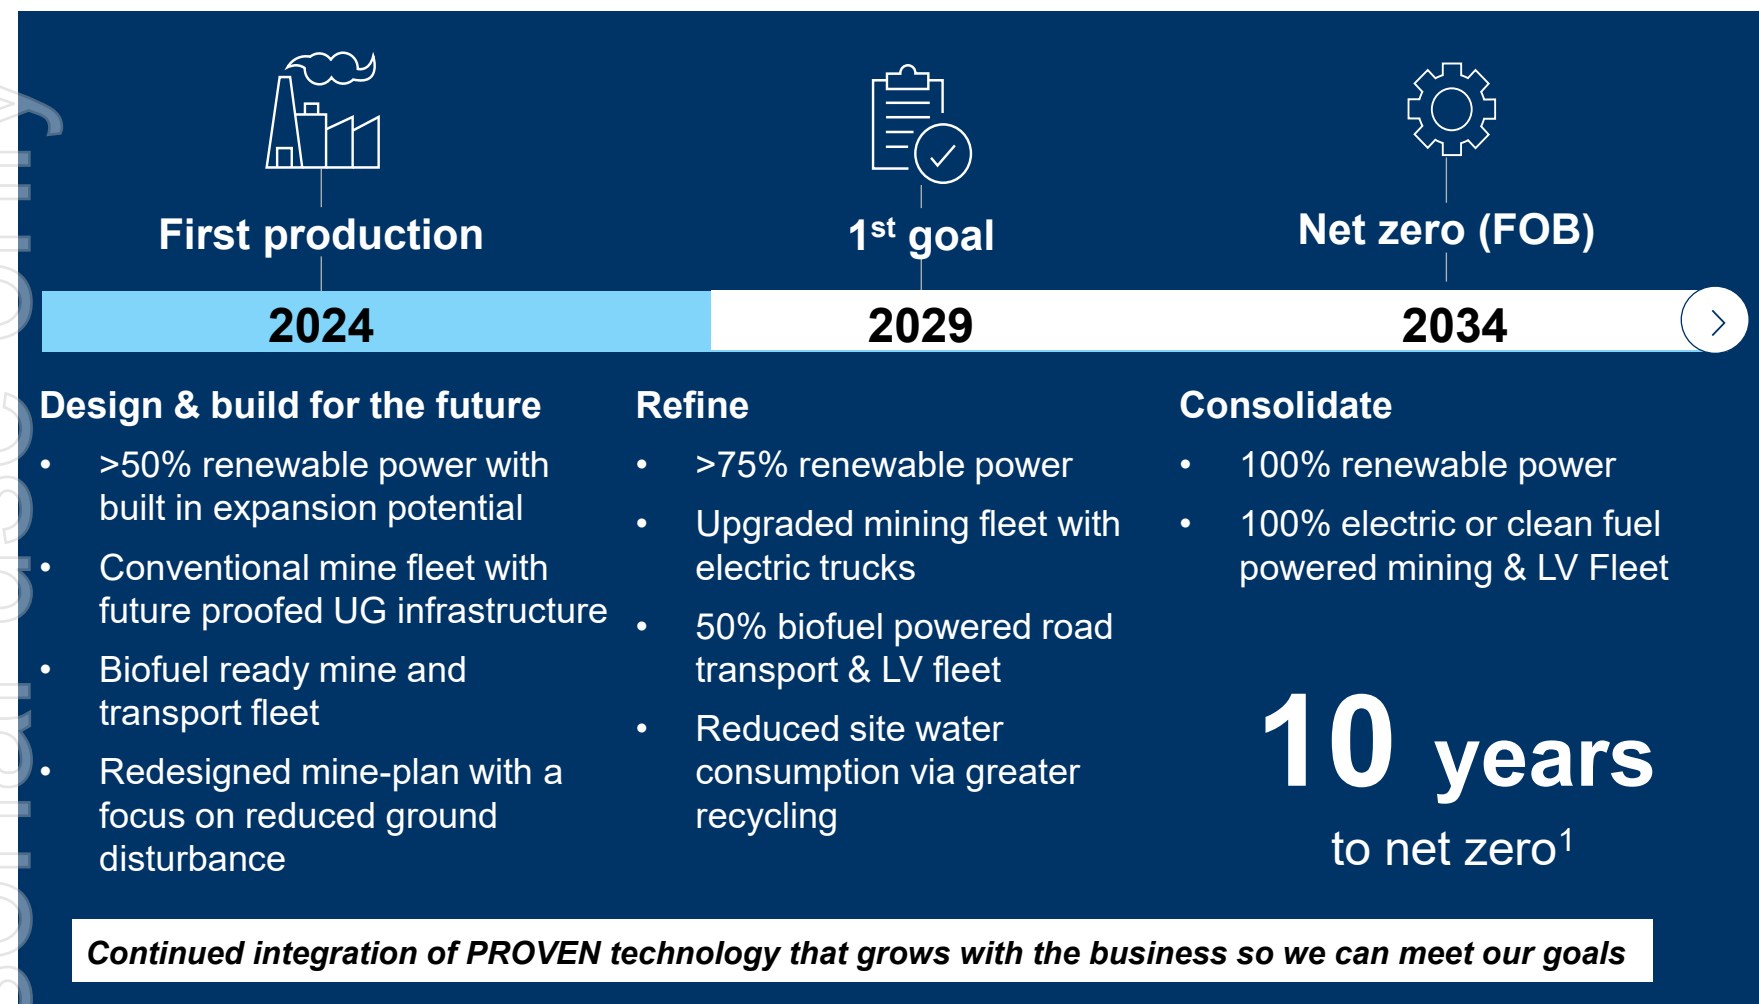 First production
1st goal
Net zero (FOB)
2024
2029
2034
Design & build for the future
• >50% renewable power with
built in expansion potential
• Conventional mine fleet with
future proofed UG infrastructure
• Biofuel ready mine and
transport fleet
• Redesigned mine-plan with a
focus on reduced ground
disturbance
Refine
• >75% renewable power
• Upgraded mining fleet with
electric trucks
• 50% biofuel powered road
transport & LV fleet
• Reduced site water
consumption via greater
recycling
Consolidate
• 100% renewable power
• 100% electric or clean fuel
powered mining & LV Fleet
10 years
to net zero1
Continued integration of PROVEN technology that grows with the business so we can meet our goals